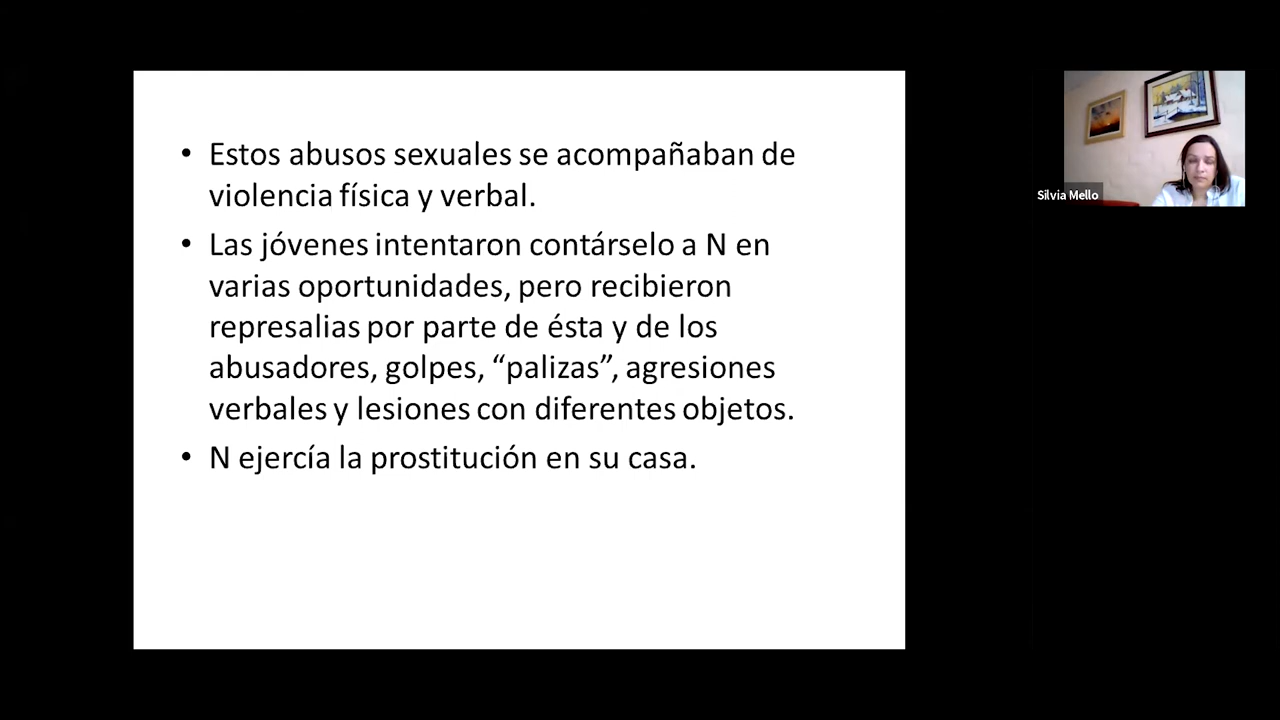 • Estos abusos sexuales se acompañaban de
violencia física y verbal.
• Las jóvenes intentaron contárselo a N en
varias oportunidades, pero recibieron
represalias por parte de ésta y de los
abusadores, golpes, “palizas”, agresiones
verbales y lesiones con diferentes objetos.
• N ejercía la prostitución en su casa.
Silvia Mello